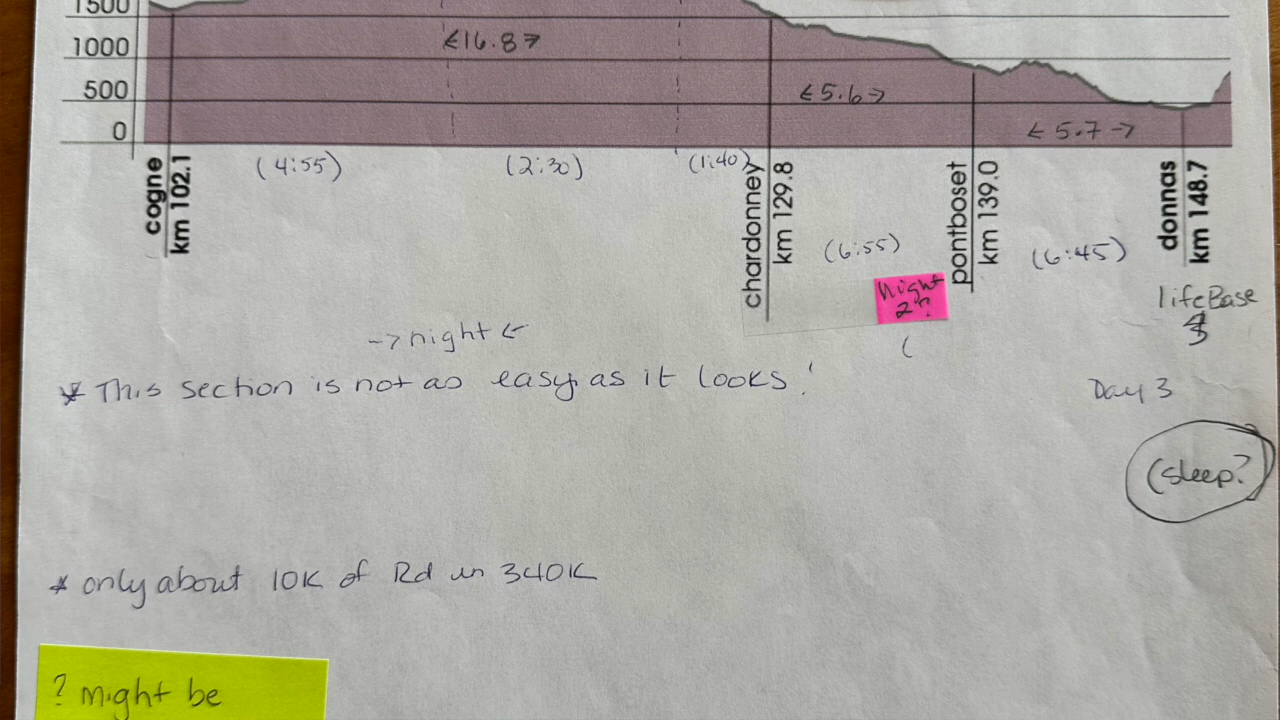 1500
<16.8>
1000
500
<5.6>
0
<5.7>
cogne
km 102.1
(4:55)
(2:30)
(1:40)
chardonney
km 129.8
(6:55)
pontboset
km 139.0
(6:45)
donnas
km 148.7
Night
2?
lifeBase
3
->night<-
* This section is not as easy as it looks!
Day 3
(sleep?
* only about 10K of Rd in 340K
? might be